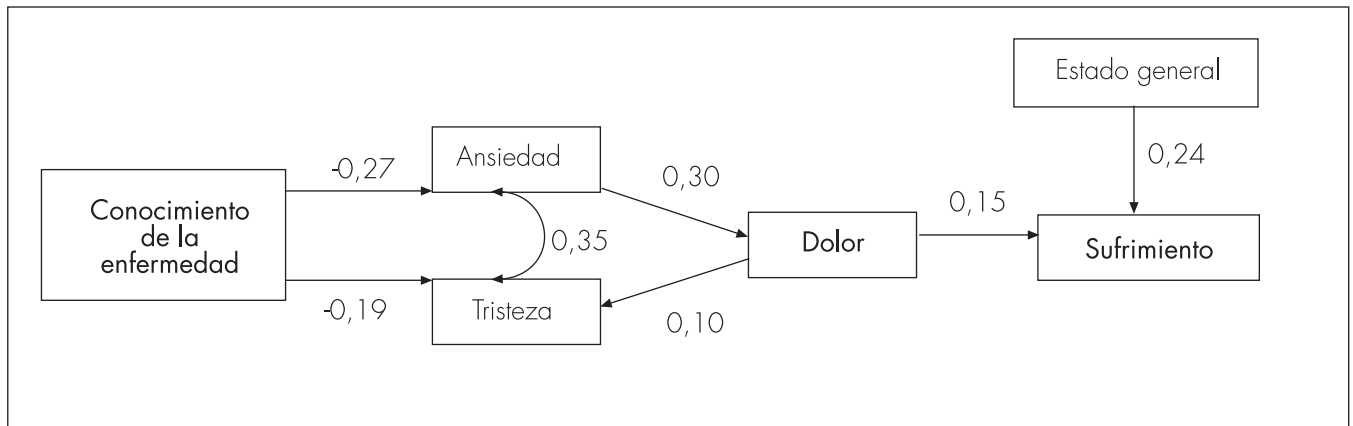 Estado general
0,24
Conocimiento
de la
enfermedad
-0,27
Ansiedad
0,30
0,35
-0,19
Tristeza
0,10
Dolor
0,15
Sufrimiento